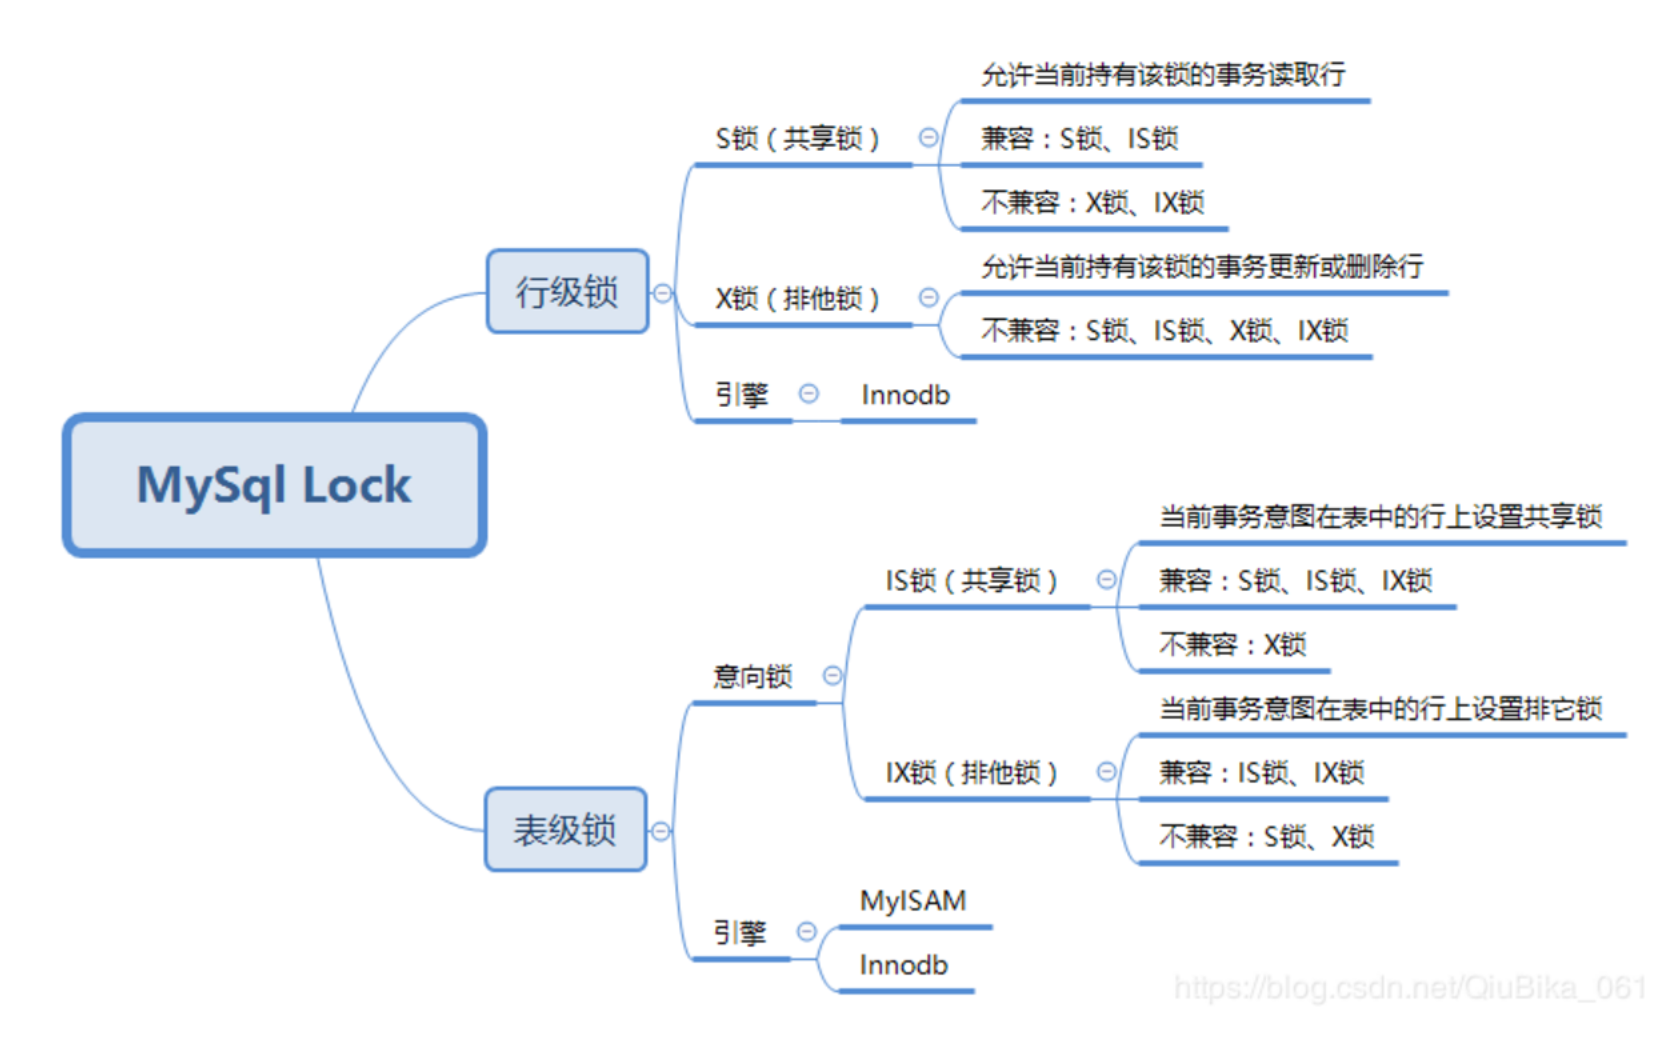 MySql Lock
行级锁
S锁（共享锁）
允许当前持有该锁的事务读取行
兼容：S锁、IS锁
不兼容：X锁、IX锁
X锁（排他锁）
允许当前持有该锁的事务更新或删除行
不兼容：S锁、IS锁、X锁、IX锁
引擎
Innodb
表级锁
意向锁
IS锁（共享锁）
当前事务意图在表中的行上设置共享锁
兼容：S锁、IS锁、IX锁
不兼容：X锁
IX锁（排他锁）
当前事务意图在表中的行上设置排它锁
兼容：IS锁、IX锁
不兼容：S锁、X锁
引擎
MyISAM
Innodb
https://blog.csdn.net/QiuBika_061